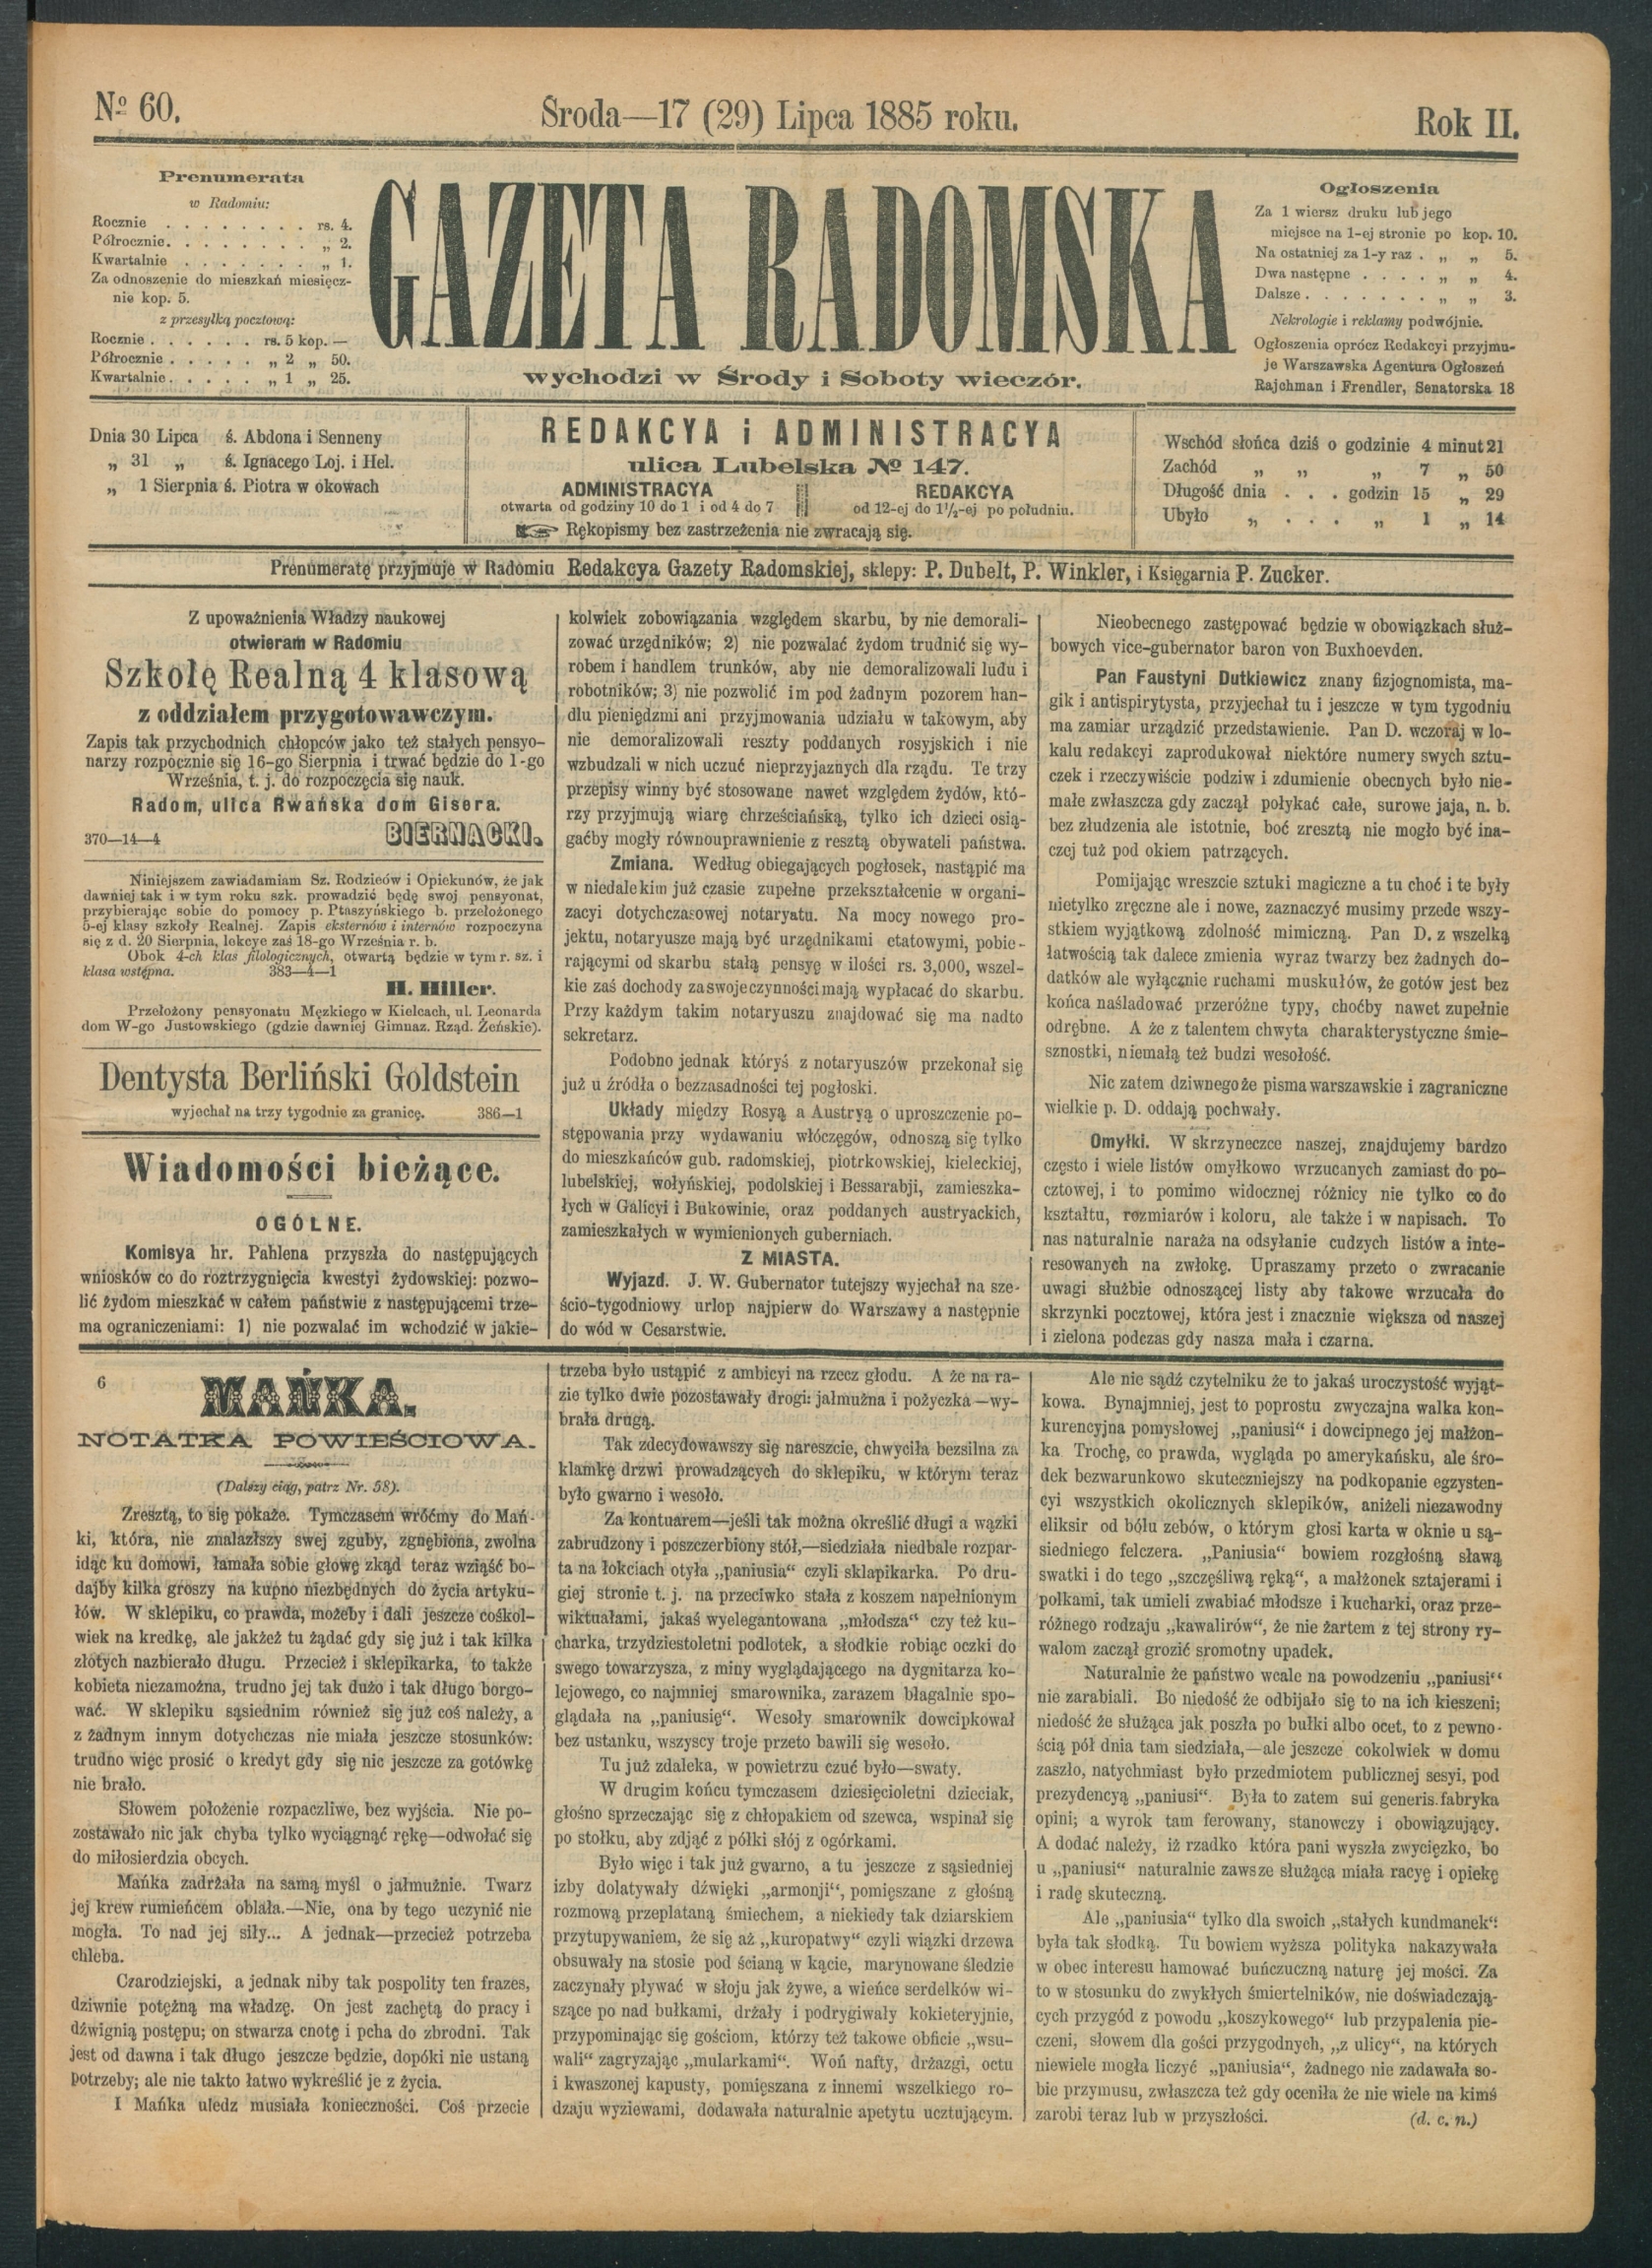 № 60.
Środa—17 (29) Lipca 1885 roku.
Rok II.
Prenumerata
w Radomiu:
Rocznie . . . . . . . . rs. 4.
Półrocznie. . . . . . . . „ 2.
Kwartalnie . . . . . . . „ 1.
Za odnoszenie do mieszkań miesięcz-
nie kop. 5.
z przesyłką pocztową:
Rocznie . . . . . . rs. 5 kop. —
Półrocznie . . . . . „ 2 „ 50.
Kwartalnie. . . . . „ 1 „ 25.
GAZETA RADOMSKA
wychodzi w Środy i Soboty wieczór.
Ogłoszenia
Za 1 wiersz druku lub jego
miejsce na 1-ej stronie po kop. 10.
Na ostatniej za 1-y raz . „ „ 5.
Dwa następne . . . . „ „ 4.
Dalsze . . . . . . . „ „ 3.
Nekrologie i reklamy podwójnie.
Ogłoszenia oprócz Redakcyi przyjmu-
je Warszawska Agentura Ogłoszeń
Rajchman i Frendler, Senatorska 18
Dnia 30 Lipca ś. Abdona i Senneny
„ 31 „ ś. Ignacego Loj. i Hel.
„ 1 Sierpnia ś. Piotra w okowach
REDAKCYA i ADMINISTRACYA
ulica Lubelska № 147.
ADMINISTRACYA
otwarta od godziny 10 do 1 i od 4 do 7
REDAKCYA
od 12-ej do 1½-ej po południu.
☞ Rękopismy bez zastrzeżenia nie zwracają się.
Wschód słońca dziś o godzinie 4 minut 21
Zachód „ „ „ 7 „ 50
Długość dnia . . . godzin 15 „ 29
Ubyło „ . . . „ 1 „ 14
Prenumeratę przyjmuje w Radomiu Redakcya Gazety Radomskiej, sklepy: P. Dubelt, P. Winkler, i Księgarnia P. Zucker.
Z upoważnienia Władzy naukowej
otwieram w Radomiu
Szkołę Realną 4 klasową
z oddziałem przygotowawczym.
Zapis tak przychodnich chłopców jako też stałych pensyo-
narzy rozpocznie się 16-go Sierpnia i trwać będzie do 1-go
Września, t. j. do rozpoczęcia się nauk.
Radom, ulica Rwańska dom Gisera.
370—14—4 BIERNACKI.
Niniejszem zawiadamiam Sz. Rodziców i Opiekunów, że jak
dawniej tak i w tym roku szk. prowadzić będę swoj pensyonat,
przybierając sobie do pomocy p. Ptaszyńskiego b. przełożonego
5-ej klasy szkoły Realnej. Zapis eksternów i internów rozpoczyna
się z d. 20 Sierpnia, lekcye zaś 18-go Września r. b.
Obok 4-ch klas filologicznych, otwartą będzie w tym r. sz. i
klasa wstępna. 383—4—1
H. Hiller.
Przełożony pensyonatu Męzkiego w Kielcach, ul. Leonarda
dom W-go Justowskiego (gdzie dawniej Gimnaz. Rząd. Żeńskie).
Dentysta Berliński Goldstein
wyjechał na trzy tygodnie za granicę. 386—1
Wiadomości bieżące.
OGÓLNE.
Komisya hr. Pahlena przyszła do następujących
wniosków co do roztrzygnięcia kwestyi żydowskiej: pozwo-
lić żydom mieszkać w całem państwie z następującemi trze-
ma ograniczeniami: 1) nie pozwalać im wchodzić w jakie-
kolwiek zobowiązania względem skarbu, by nie demorali-
zować urzędników; 2) nie pozwalać żydom trudnić się wy-
robem i handlem trunków, aby nie demoralizowali ludu i
robotników; 3) nie pozwolić im pod żadnym pozorem han-
dlu pieniędzmi ani przyjmowania udziału w takowym, aby
nie demoralizowali reszty poddanych rosyjskich i nie
wzbudzali w nich uczuć nieprzyjaznych dla rządu. Te trzy
przepisy winny być stosowane nawet względem żydów, któ-
rzy przyjmują wiarę chrześciańską, tylko ich dzieci osią-
gaćby mogły równouprawnienie z resztą obywateli państwa.
Zmiana. Według obiegających pogłosek, nastąpić ma
w niedalekim już czasie zupełne przekształcenie w organi-
zacyi dotychczasowej notaryatu. Na mocy nowego pro-
jektu, notaryusze mają być urzędnikami etatowymi, pobie-
rającymi od skarbu stałą pensyę w ilości rs. 3,000, wszel-
kie zaś dochody za swoje czynności mają wypłacać do skarbu.
Przy każdym takim notaryuszu znajdować się ma nadto
sekretarz.
Podobno jednak któryś z notaryuszów przekonał się
już u źródła o bezzasadności tej pogłoski.
Układy między Rosyą a Austryą o uproszczenie po-
stępowania przy wydawaniu włóczęgów, odnoszą się tylko
do mieszkańców gub. radomskiej, piotrkowskiej, kieleckiej,
lubelskiej, wołyńskiej, podolskiej i Bessarabji, zamieszka-
łych w Galicyi i Bukowinie, oraz poddanych austryackich,
zamieszkałych w wymienionych guberniach.
Z MIASTA.
Wyjazd. J. W. Gubernator tutejszy wyjechał na sze-
ścio-tygodniowy urlop najpierw do Warszawy a następnie
do wód w Cesarstwie.
Nieobecnego zastępować będzie w obowiązkach służ-
bowych vice-gubernator baron von Buxhoevden.
Pan Faustyni Dutkiewicz znany fizjognomista, ma-
gik i antispirytysta, przyjechał tu i jeszcze w tym tygodniu
ma zamiar urządzić przedstawienie. Pan D. wczoraj w lo-
kalu redakcyi zaprodukował niektóre numery swych sztu-
czek i rzeczywiście podziw i zdumienie obecnych było nie-
małe zwłaszcza gdy zaczął połykać całe, surowe jaja, n. b.
bez złudzenia ale istotnie, boć zresztą nie mogło być ina-
czej tuż pod okiem patrzących.
Pomijając wreszcie sztuki magiczne a tu choć i te były
nietylko zręczne ale i nowe, zaznaczyć musimy przede wszy-
stkiem wyjątkową zdolność mimiczną. Pan D. z wszelką
łatwością tak dalece zmienia wyraz twarzy bez żadnych do-
datków ale wyłącznie ruchami muskułów, że gotów jest bez
końca naśladować przeróżne typy, choćby nawet zupełnie
odrębne. A że z talentem chwyta charakterystyczne śmie-
sznostki, niemałą też budzi wesołość.
Nic zatem dziwnego że pisma warszawskie i zagraniczne
wielkie p. D. oddają pochwały.
Omyłki. W skrzyneczce naszej, znajdujemy bardzo
często i wiele listów omyłkowo wrzucanych zamiast do po-
cztowej, i to pomimo widocznej różnicy nie tylko co do
kształtu, rozmiarów i koloru, ale także i w napisach. To
nas naturalnie naraża na odsyłanie cudzych listów a inte-
resowanych na zwłokę. Upraszamy przeto o zwracanie
uwagi służbie odnoszącej listy aby takowe wrzucała do
skrzynki pocztowej, która jest i znacznie większa od naszej
i zielona podczas gdy nasza mała i czarna.
6
MAŃKA.
NOTATKA POWIEŚCIOWA.
(Dalszy ciąg, patrz Nr. 58).
Zresztą, to się pokaże. Tymczasem wróćmy do Mań-
ki, która, nie znalazłszy swej zguby, zgnębiona, zwolna
idąc ku domowi, łamała sobie głowę zkąd teraz wziąść bo-
dajby kilka groszy na kupno niezbędnych do życia artyku-
łów. W sklepiku, co prawda, możeby i dali jeszcze cośkol-
wiek na kredkę, ale jakżeż tu żądać gdy się już i tak kilka
złotych nazbierało długu. Przecież i sklepikarka, to także
kobieta niezamożna, trudno jej tak dużo i tak długo borgo-
wać. W sklepiku sąsiednim również się już coś należy, a
z żadnym innym dotychczas nie miała jeszcze stosunków:
trudno więc prosić o kredyt gdy się nic jeszcze za gotówkę
nie brało.
Słowem położenie rozpaczliwe, bez wyjścia. Nie po-
zostawało nic jak chyba tylko wyciągnąć rękę—odwołać się
do miłosierdzia obcych.
Mańka zadrżała na samą myśl o jałmużnie. Twarz
jej krew rumieńcem oblała.—Nie, ona by tego uczynić nie
mogła. To nad jej siły... A jednak—przecież potrzeba
chleba.
Czarodziejski, a jednak niby tak pospolity ten frazes,
dziwnie potężną ma władzę. On jest zachętą do pracy i
dźwignią postępu; on stwarza cnotę i pcha do zbrodni. Tak
jest od dawna i tak długo jeszcze będzie, dopóki nie ustaną
potrzeby; ale nie takto łatwo wykreślić je z życia.
I Mańka uledz musiała konieczności. Coś przecie
trzeba było ustąpić z ambicyi na rzecz głodu. A że na ra-
zie tylko dwie pozostawały drogi: jałmużna i pożyczka—wy-
brała drugą.
Tak zdecydowawszy się nareszcie, chwyciła bezsilna za
klamkę drzwi prowadzących do sklepiku, w którym teraz
było gwarno i wesoło.
Za kontuarem—jeśli tak można określić długi a wązki
zabrudzony i poszczerbiony stół,—siedziała niedbale rozpar-
ta na łokciach otyła „paniusia“ czyli sklapikarka. Po dru-
giej stronie t. j. na przeciwko stała z koszem napełnionym
wiktuałami, jakaś wyelegantowana „młodsza“ czy też ku-
charka, trzydziestoletni podlotek, a słodkie robiąc oczki do
swego towarzysza, z miny wyglądającego na dygnitarza ko-
lejowego, co najmniej smarownika, zarazem błagalnie spo-
glądała na „paniusię“. Wesoły smarownik dowcipkował
bez ustanku, wszyscy troje przeto bawili się wesoło.
Tu już zdaleka, w powietrzu czuć było—swaty.
W drugim końcu tymczasem dziesięcioletni dzieciak,
głośno sprzeczając się z chłopakiem od szewca, wspinał się
po stołku, aby zdjąć z półki słój z ogórkami.
Było więc i tak już gwarno, a tu jeszcze z sąsiedniej
izby dolatywały dźwięki „armonji“, pomięszane z głośną
rozmową przeplataną śmiechem, a niekiedy tak dziarskiem
przytupywaniem, że się aż „kuropatwy“ czyli wiązki drzewa
obsuwały na stosie pod ścianą w kącie, marynowane śledzie
zaczynały pływać w słoju jak żywe, a wieńce serdelków wi-
szące po nad bułkami, drżały i podrygiwały kokieteryjnie,
przypominając się gościom, którzy też takowe obficie „wsu-
wali“ zagryzając „mularkami“. Woń nafty, drżazgi, octu
i kwaszonej kapusty, pomięszana z innemi wszelkiego ro-
dzaju wyziewami, dodawała naturalnie apetytu ucztującym.
Ale nie sądź czytelniku że to jakaś uroczystość wyjąt-
kowa. Bynajmniej, jest to poprostu zwyczajna walka kon-
kurencyjna pomysłowej „paniusi“ i dowcipnego jej małżon-
ka Trochę, co prawda, wygląda po amerykańsku, ale śro-
dek bezwarunkowo skuteczniejszy na podkopanie egzysten-
cyi wszystkich okolicznych sklepików, aniżeli niezawodny
eliksir od bólu zebów, o którym głosi karta w oknie u są-
siedniego felczera. „Paniusia“ bowiem rozgłośną sławą
swatki i do tego „szczęśliwą ręką“, a małżonek sztajerami i
polkami, tak umieli zwabiać młodsze i kucharki, oraz prze-
różnego rodzaju „kawalirów“, że nie żartem z tej strony ry-
walom zaczął grozić sromotny upadek.
Naturalnie że państwo wcale na powodzeniu „paniusi“
nie zarabiali. Bo niedość że odbijało się to na ich kieszeni;
niedość że służąca jak poszła po bułki albo ocet, to z pewno-
ścią pół dnia tam siedziała,—ale jeszcze cokolwiek w domu
zaszło, natychmiast było przedmiotem publicznej sesyi, pod
prezydencyą „paniusi“. Była to zatem sui generis fabryka
opini; a wyrok tam ferowany, stanowczy i obowiązujący.
A dodać należy, iż rzadko która pani wyszła zwycięzko, bo
u „paniusi“ naturalnie zawsze służąca miała racyę i opiekę
i radę skuteczną.
Ale „paniusia“ tylko dla swoich „stałych kundmanek“
była tak słodką. Tu bowiem wyższa polityka nakazywała
w obec interesu hamować buńczuczną naturę jej mości. Za
to w stosunku do zwykłych śmiertelników, nie doświadczają-
cych przygód z powodu „koszykowego“ lub przypalenia pie-
czeni, słowem dla gości przygodnych, „z ulicy“, na których
niewiele mogła liczyć „paniusia“, żadnego nie zadawała so-
bie przymusu, zwłaszcza też gdy oceniła że nie wiele na kimś
zarobi teraz lub w przyszłości. (d. c. n.)